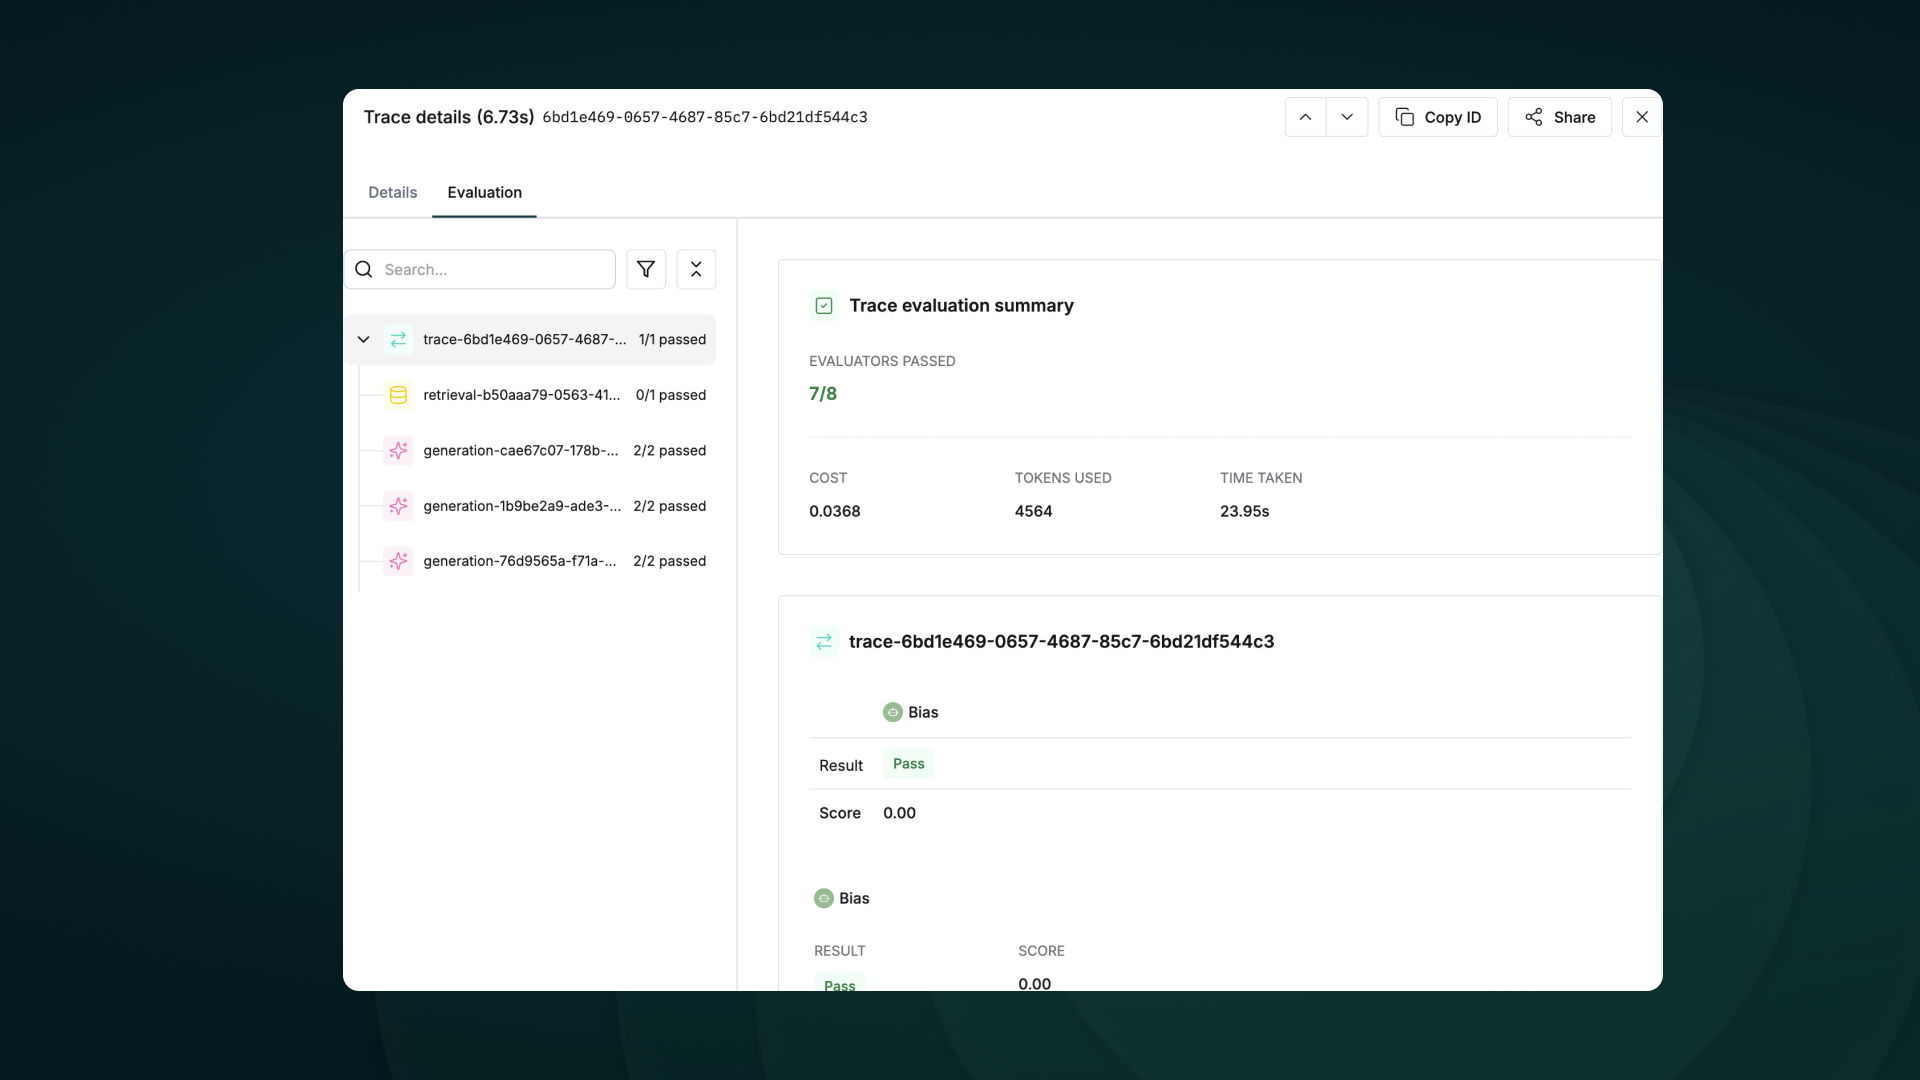 Trace details (6.73s) 6bd1e469-0657-4687-85c7-6bd21df544c3
Copy ID
Share
Details
Evaluation
Search...
trace-6bd1e469-0657-4687-... 1/1 passed
retrieval-b50aaa79-0563-41... 0/1 passed
generation-cae67c07-178b-... 2/2 passed
generation-1b9be2a9-ade3-... 2/2 passed
generation-76d9565a-f71a-... 2/2 passed
Trace evaluation summary
EVALUATORS PASSED
7/8
COST TOKENS USED TIME TAKEN
0.0368 4564 23.95s
trace-6bd1e469-0657-4687-85c7-6bd21df544c3
Bias
Result Pass
Score 0.00
Bias
RESULT SCORE
Pass 0.00